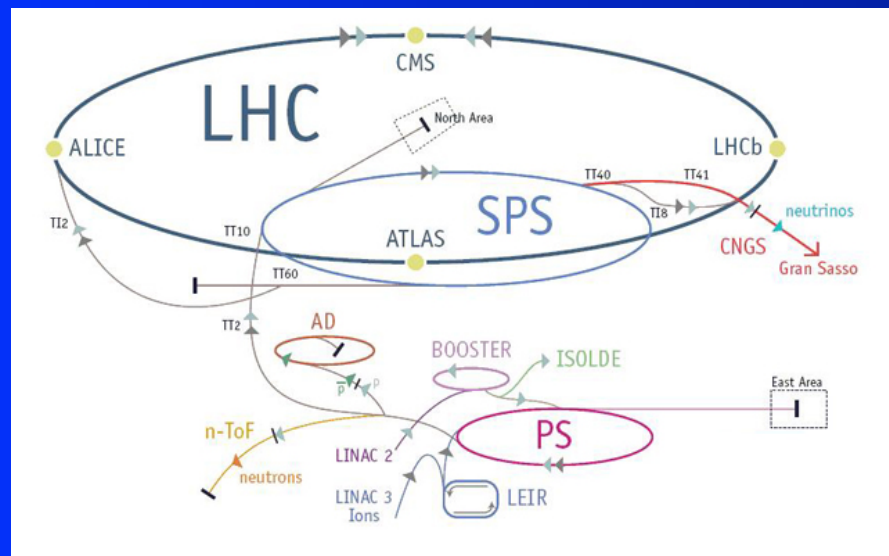 CMS
LHC
North Area
ALICE
LHCb
TT40
TT41
TI8
SPS
neutrinos
TI2
TT10
ATLAS
CNGS
Gran Sasso
TT60
TT2
AD
BOOSTER
ISOLDE
East Area
p̄
p
n-ToF
PS
LINAC 2
neutrons
LINAC 3
Ions
LEIR